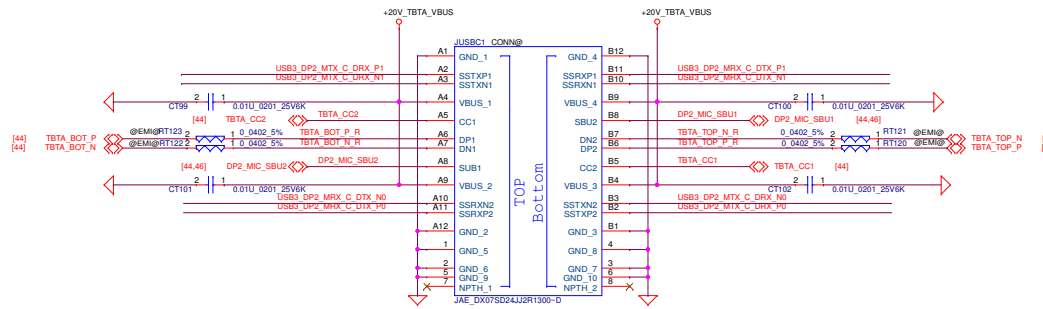 +20V_TBTA_VBUS +20V_TBTA_VBUS
JUSBC1 CONN@
A1 GND_1 GND_4 B12
USB3_DP2_MTX_C_DRX_P1 A2 SSTXP1 SSRXP1 B11 USB3_DP2_MRX_C_DTX_P1
USB3_DP2_MTX_C_DRX_N1 A3 SSTXN1 SSRXN1 B10 USB3_DP2_MRX_C_DTX_N1
2 1 A4 VBUS_1 VBUS_4 B9 2 1
CT99 0.01U_0201_25V6K CT100 0.01U_0201_25V6K
[44] TBTA_CC2 A5 CC1 SBU2 B8 DP2_MIC_SBU1 DP2_MIC_SBU1 [44,46]
[44] TBTA_BOT_P @EMI@ RT123 2 1 0_0402_5% TBTA_BOT_P_R A6 DP1 DN2 B7 TBTA_TOP_N_R 0_0402_5% 2 1 RT121 @EMI@ TBTA_TOP_N
[44] TBTA_BOT_N @EMI@ RT122 2 1 0_0402_5% TBTA_BOT_N_R A7 DN1 DP2 B6 TBTA_TOP_P_R 0_0402_5% 2 1 RT120 @EMI@ TBTA_TOP_P
[44,46] DP2_MIC_SBU2 DP2_MIC_SBU2 A8 SUB1 CC2 B5 TBTA_CC1 TBTA_CC1 [44]
2 1 A9 VBUS_2 VBUS_3 B4 2 1
CT101 0.01U_0201_25V6K CT102 0.01U_0201_25V6K
USB3_DP2_MRX_C_DTX_N0 A10 SSRXN2 SSTXN2 B3 USB3_DP2_MTX_C_DRX_N0
USB3_DP2_MRX_C_DTX_P0 A11 SSRXP2 SSTXP2 B2 USB3_DP2_MTX_C_DRX_P0
A12 GND_2 GND_3 B1
1 GND_5 GND_8 4
2 GND_6 GND_7 3
5 GND_9 GND_10 6
7 NPTH_1 NPTH_2 8
TOP
Bottom
JAE_DX07SD24JJ2R1300~D